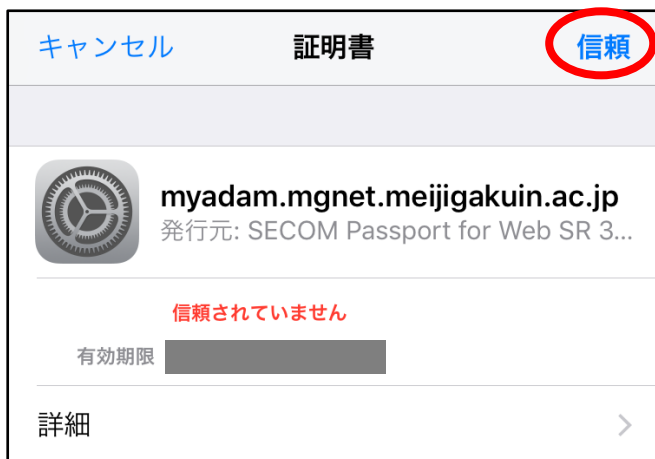 キャンセル 証明書 信頼
myadam.mgnet.meijigakuin.ac.jp
発行元: SECOM Passport for Web SR 3...
信頼されていません
有効期限
詳細